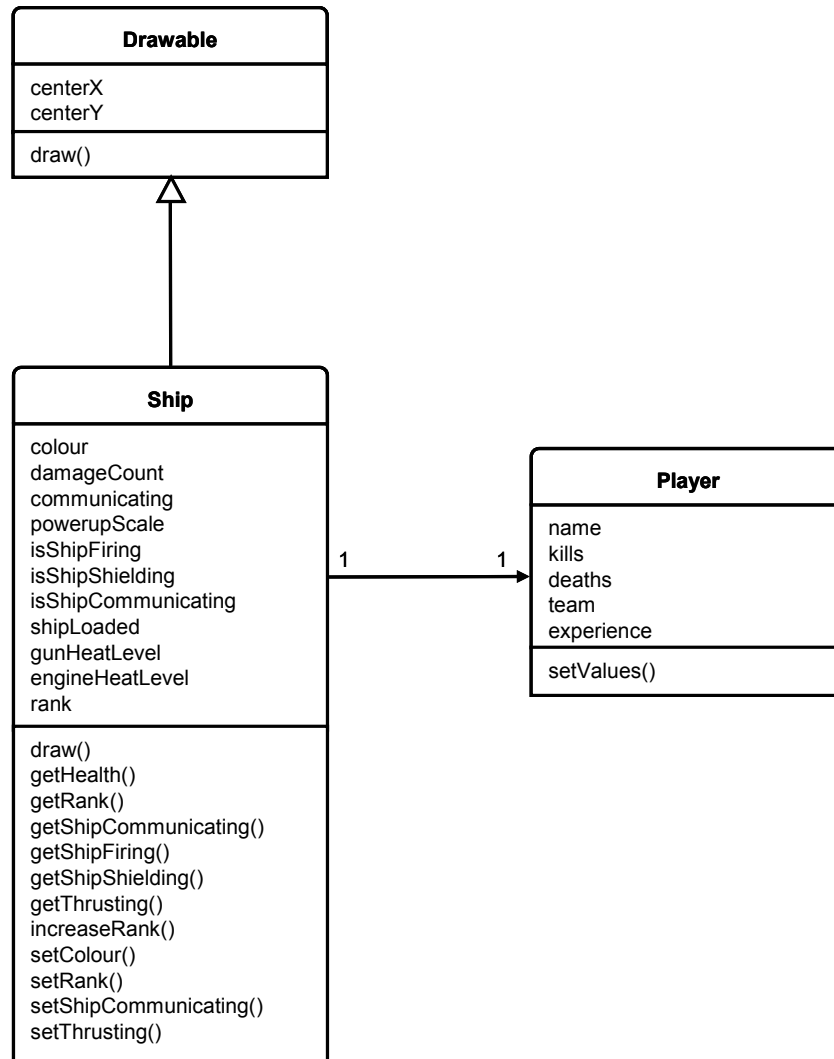 Drawable
centerX
centerY
draw()
Ship
colour
damageCount
communicating
powerupScale
isShipFiring
isShipShielding
isShipCommunicating
shipLoaded
gunHeatLevel
engineHeatLevel
rank
draw()
getHealth()
getRank()
getShipCommunicating()
getShipFiring()
getShipShielding()
getThrusting()
increaseRank()
setColour()
setRank()
setShipCommunicating()
setThrusting()
1 1
Player
name
kills
deaths
team
experience
setValues()